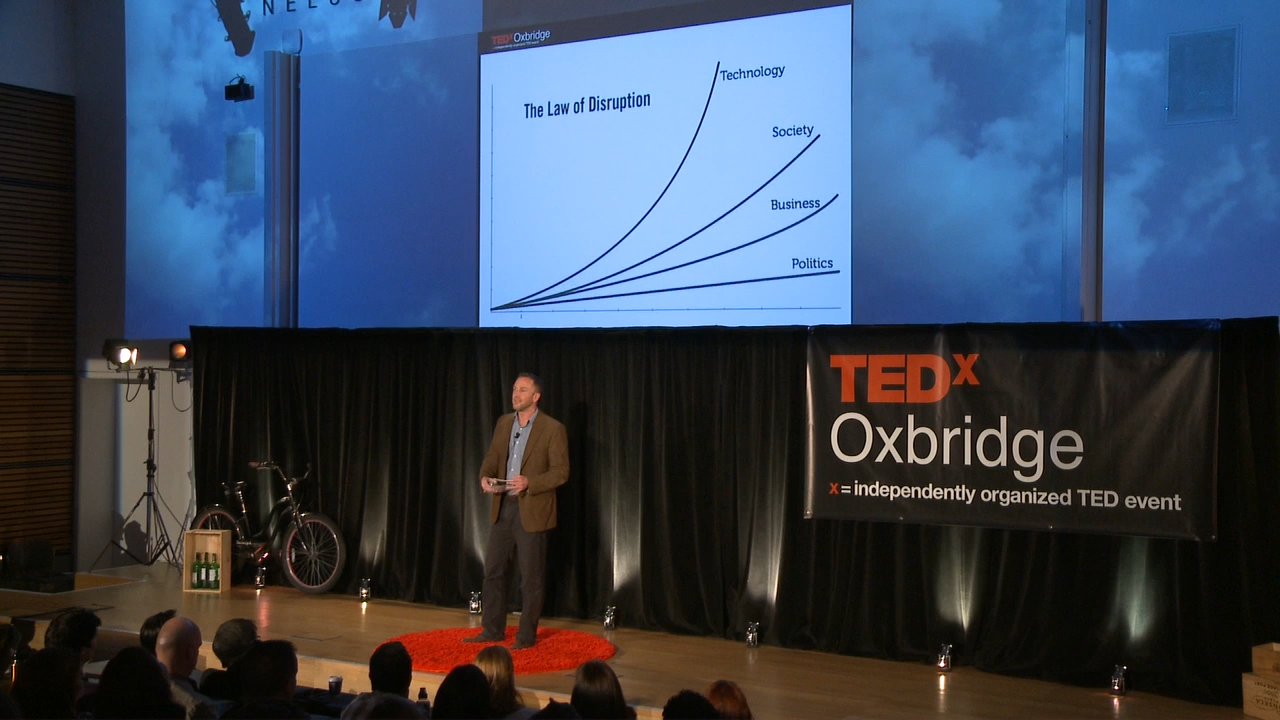 TEDx Oxbridge
The Law of Disruption
Technology
Society
Business
Politics
TEDx
Oxbridge
x = independently organized TED event